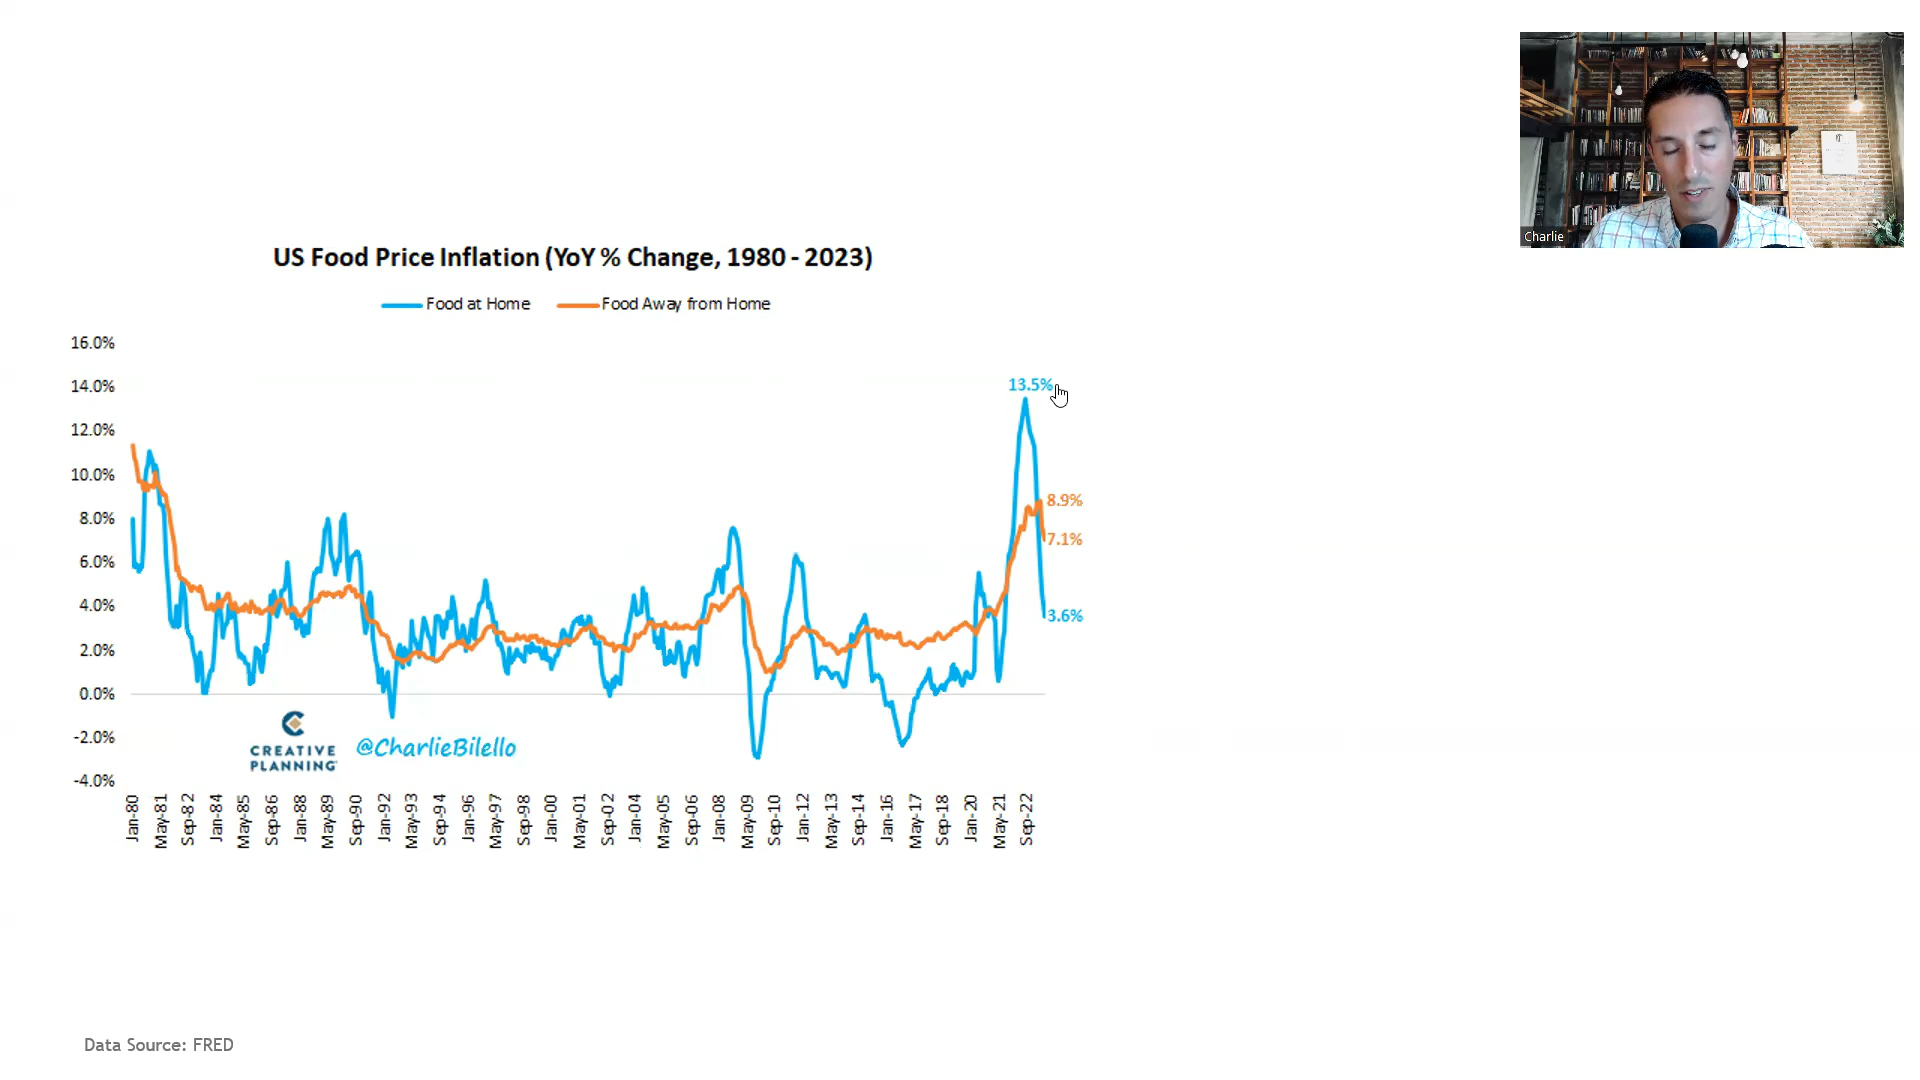 Charlie
US Food Price Inflation (YoY % Change, 1980 - 2023)
Food at Home
Food Away from Home
16.0%
14.0%
12.0%
10.0%
8.0%
6.0%
4.0%
2.0%
0.0%
-2.0%
-4.0%
13.5%
8.9%
7.1%
3.6%
CREATIVE
PLANNING
@CharlieBilello
Jan-80
May-81
Sep-82
Jan-84
May-85
Sep-86
Jan-88
May-89
Sep-90
Jan-92
May-93
Sep-94
Jan-96
May-97
Sep-98
Jan-00
May-01
Sep-02
Jan-04
May-05
Sep-06
Jan-08
May-09
Sep-10
Jan-12
May-13
Sep-14
Jan-16
May-17
Sep-18
Jan-20
May-21
Sep-22
Data Source: FRED